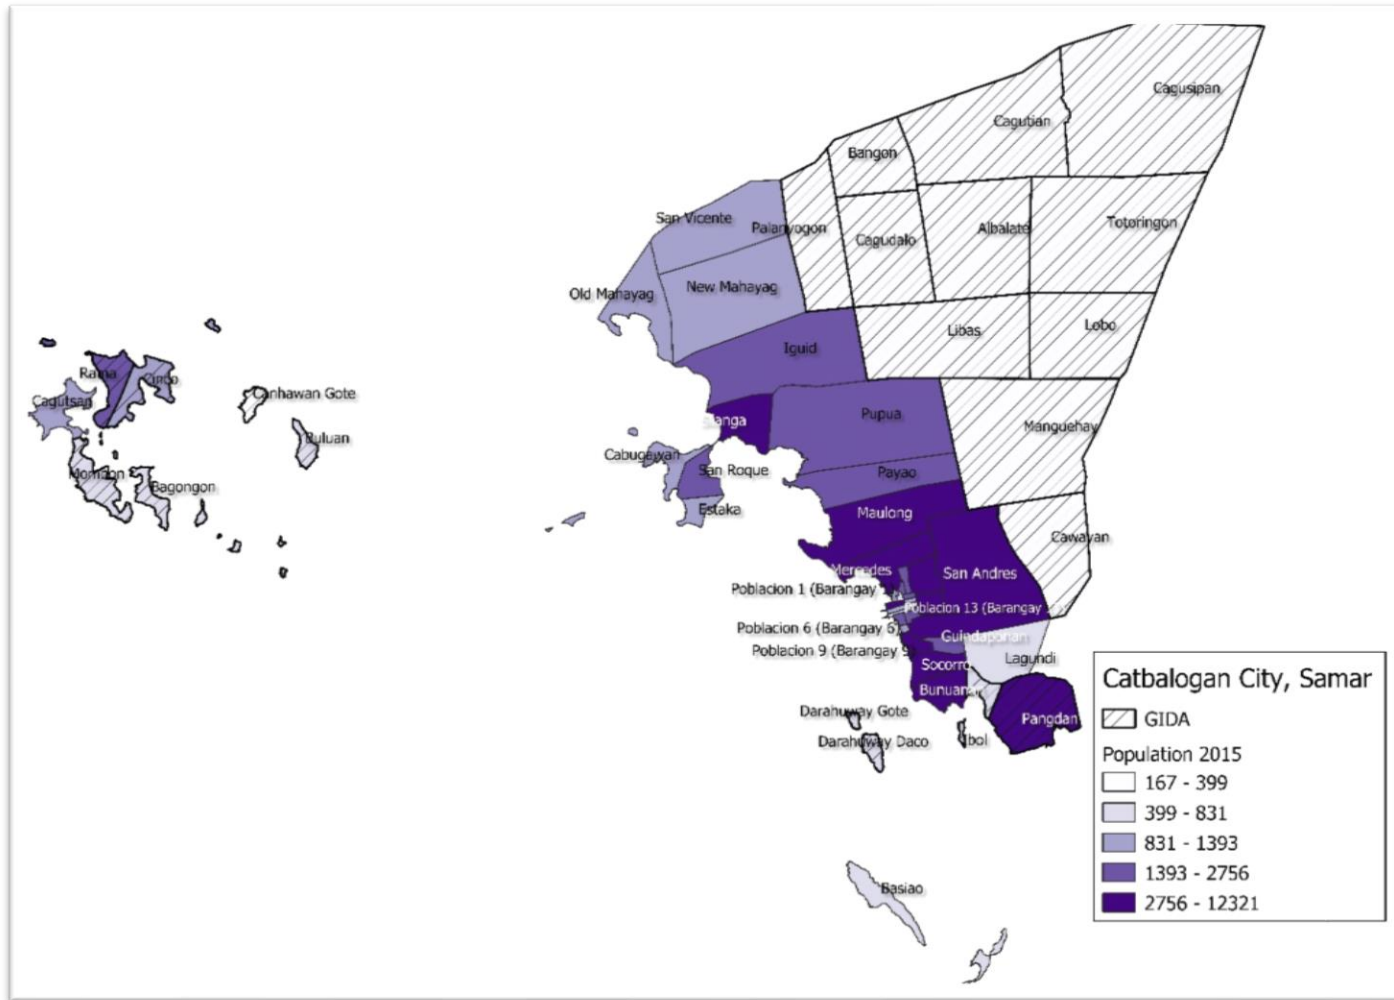 Cagusipan
Cagutian
Bangon
San Vicente
Palanyogon
Cagudalo
Albalate
Totoringon
Old Mahayag
New Mahayag
Iguid
Libas
Lobo
Rama
Cinco
Canhawan Gote
Cagutsan
Buluan
Pupua
Manguehay
Cabugawan
San Roque
Payao
Bagongon
Estaka
Maulong
Cawayan
Mercedes
San Andres
Poblacion 1 (Barangay
Poblacion 13 (Barangay
Poblacion 6 (Barangay 6)
Guindaponan
Poblacion 9 (Barangay 9)
Socorro
Lagundi
Bunuanan
Pangdan
Darahuway Gote
Darahuway Daco
Ibol
Basiao
Catbalogan City, Samar
GIDA
Population 2015
167 - 399
399 - 831
831 - 1393
1393 - 2756
2756 - 12321